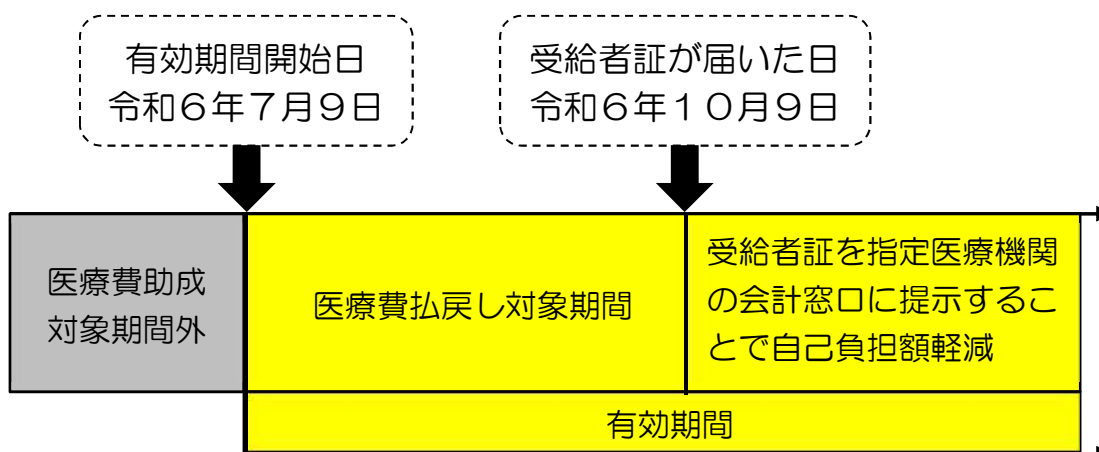 有効期間開始日
令和６年７月９日
受給者証が届いた日
令和６年１０月９日
医療費助成
対象期間外
医療費払戻し対象期間
受給者証を指定医療機関
の会計窓口に提示するこ
とで自己負担額軽減
有効期間